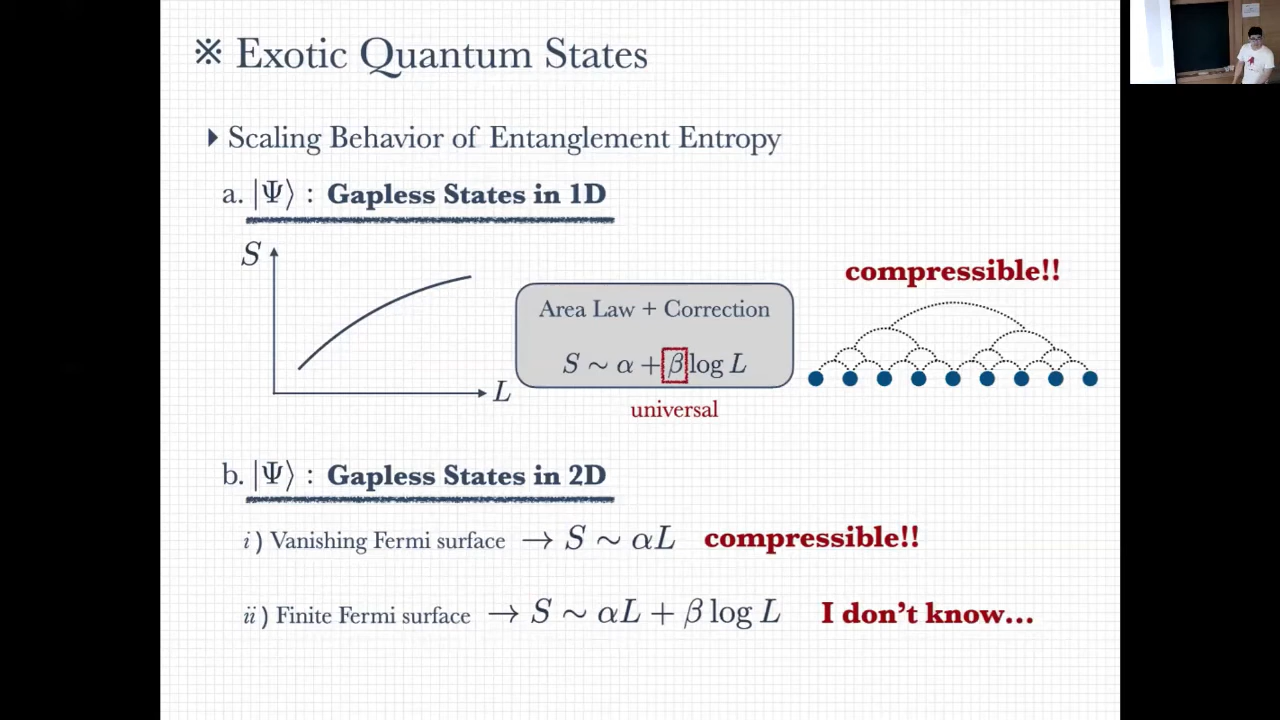 ※ Exotic Quantum States
Scaling Behavior of Entanglement Entropy
a. |Ψ⟩ : Gapless States in 1D
S
L
Area Law + Correction
S ∼ α + β log L
universal
compressible!!
b. |Ψ⟩ : Gapless States in 2D
i ) Vanishing Fermi surface → S ∼ αL compressible!!
ii ) Finite Fermi surface → S ∼ αL + β log L I don't know...